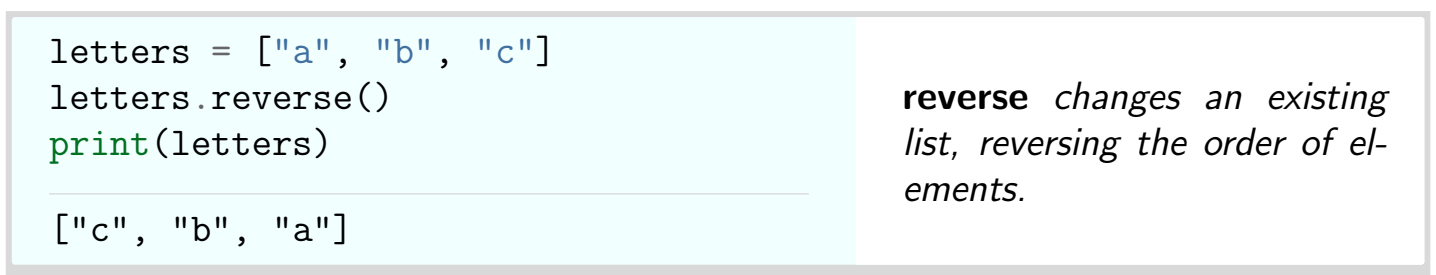 letters = ["a", "b", "c"]
letters.reverse()
print(letters)
["c", "b", "a"]
reverse changes an existing
list, reversing the order of el-
ements.